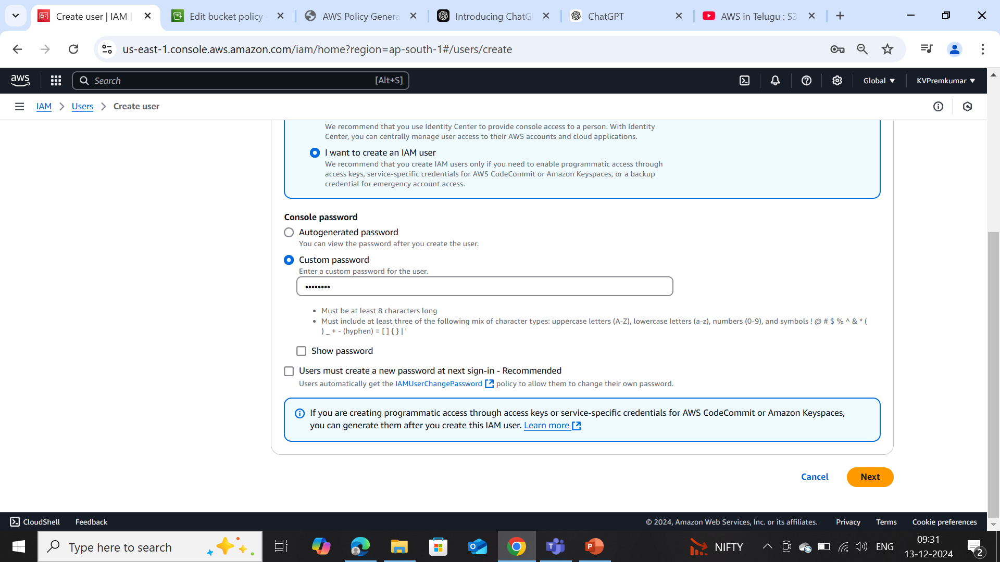 Create user | IAM |
Edit bucket policy
AWS Policy Genera
Introducing ChatG
ChatGPT
AWS in Telugu : S3
us-east-1.console.aws.amazon.com/iam/home?region=ap-south-1#/users/create
aws
Search
[Alt+S]
Global
KVPremkumar
IAM
Users
Create user
We recommend that you use Identity Center to provide console access to a person. With Identity
Center, you can centrally manage user access to their AWS accounts and cloud applications.
I want to create an IAM user
We recommend that you create IAM users only if you need to enable programmatic access through
access keys, service-specific credentials for AWS CodeCommit or Amazon Keyspaces, or a backup
credential for emergency account access.
Console password
Autogenerated password
You can view the password after you create the user.
Custom password
Enter a custom password for the user.
••••••••
• Must be at least 8 characters long
• Must include at least three of the following mix of character types: uppercase letters (A-Z), lowercase letters (a-z), numbers (0-9), and symbols ! @ # $ % ^ & * (
) _ + - (hyphen) = [ ] { } | '
Show password
Users must create a new password at next sign-in - Recommended
Users automatically get the IAMUserChangePassword policy to allow them to change their own password.
If you are creating programmatic access through access keys or service-specific credentials for AWS CodeCommit or Amazon Keyspaces,
you can generate them after you create this IAM user. Learn more
Cancel
Next
CloudShell
Feedback
© 2024, Amazon Web Services, Inc. or its affiliates.
Privacy
Terms
Cookie preferences
Type here to search
NIFTY
ENG
09:31
13-12-2024
2